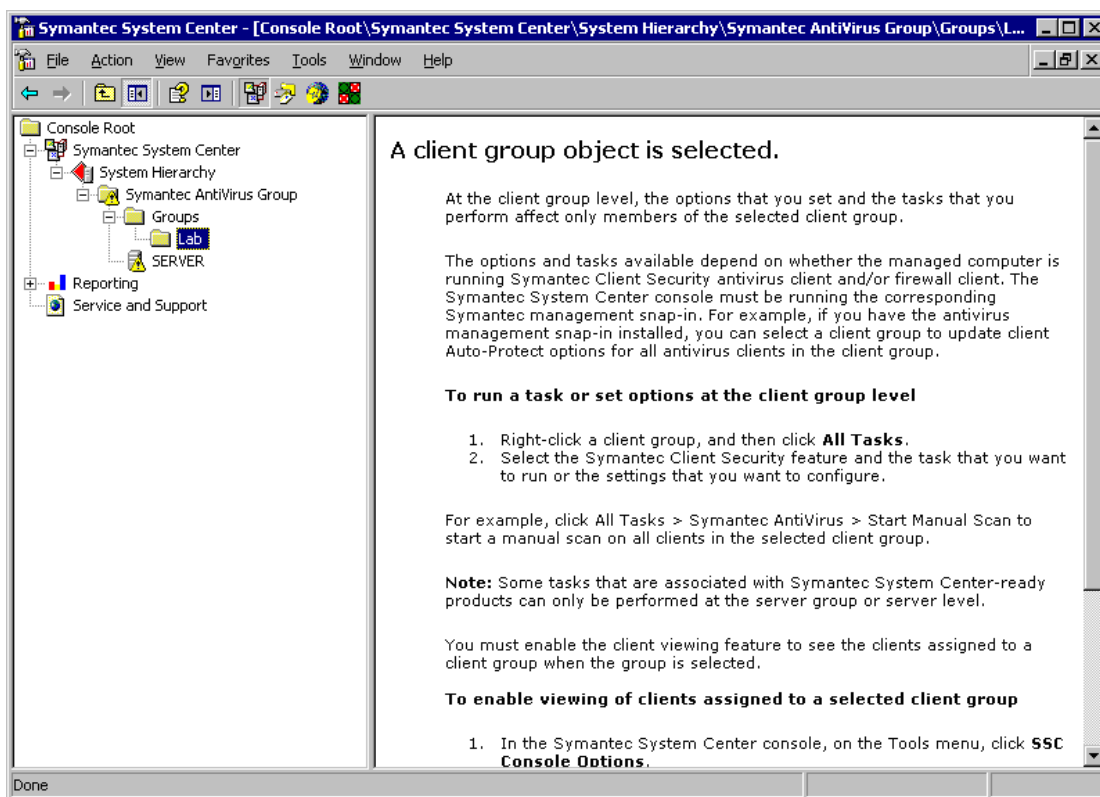 Symantec System Center - [Console Root\Symantec System Center\System Hierarchy\Symantec AntiVirus Group\Groups\L...
File Action View Favorites Tools Window Help
Console Root
Symantec System Center
System Hierarchy
Symantec AntiVirus Group
Groups
Lab
SERVER
Reporting
Service and Support
A client group object is selected.
At the client group level, the options that you set and the tasks that you
perform affect only members of the selected client group.
The options and tasks available depend on whether the managed computer is
running Symantec Client Security antivirus client and/or firewall client. The
Symantec System Center console must be running the corresponding
Symantec management snap-in. For example, if you have the antivirus
management snap-in installed, you can select a client group to update client
Auto-Protect options for all antivirus clients in the client group.
To run a task or set options at the client group level
1. Right-click a client group, and then click All Tasks.
2. Select the Symantec Client Security feature and the task that you want
to run or the settings that you want to configure.
For example, click All Tasks > Symantec AntiVirus > Start Manual Scan to
start a manual scan on all clients in the selected client group.
Note: Some tasks that are associated with Symantec System Center-ready
products can only be performed at the server group or server level.
You must enable the client viewing feature to see the clients assigned to a
client group when the group is selected.
To enable viewing of clients assigned to a selected client group
1. In the Symantec System Center console, on the Tools menu, click SSC
Console Options.
Done